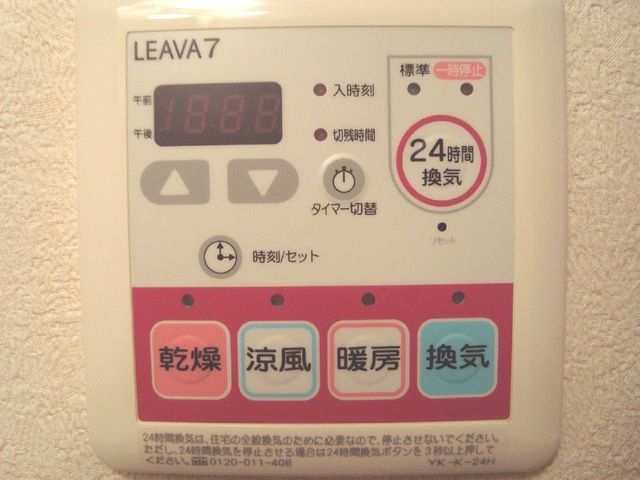 LEAVA7
午前
午後
入時刻
切残時間
タイマー切替
標準 一時停止
24時間
換気
リセット
時刻/セット
乾燥 涼風 暖房 換気
24時間換気は、住宅の全般換気のために必要なので、停止させないでください。
ただし、24時間換気を停止させる場合は24時間換気ボタンを3秒以上押して
ください。 0120-011-408 YK-K-24H